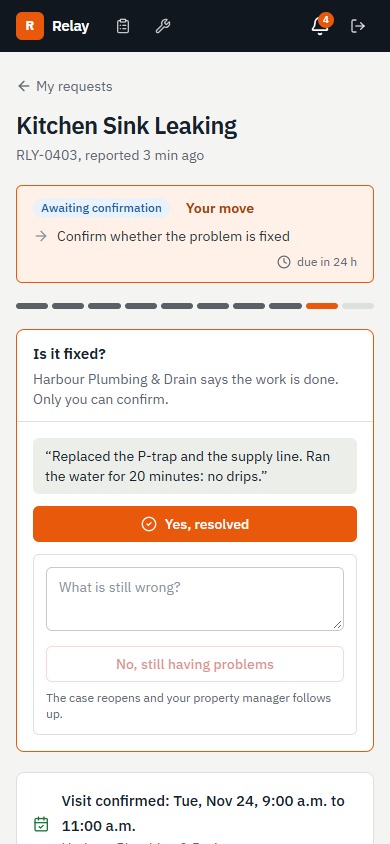 R Relay 4
My requests
Kitchen Sink Leaking
RLY-0403, reported 3 min ago
Awaiting confirmation Your move
Confirm whether the problem is fixed
due in 24 h
Is it fixed?
Harbour Plumbing & Drain says the work is done.
Only you can confirm.
“Replaced the P-trap and the supply line. Ran
the water for 20 minutes: no drips.”
Yes, resolved
What is still wrong?
No, still having problems
The case reopens and your property manager follows
up.
Visit confirmed: Tue, Nov 24, 9:00 a.m. to
11:00 a.m.